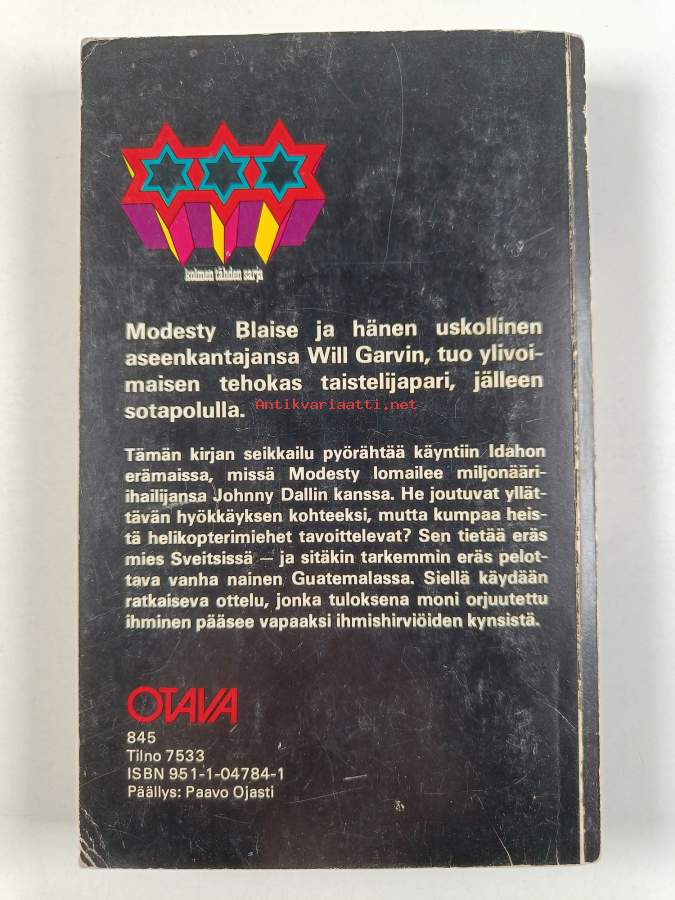 kolmen tähden sarja
Modesty Blaise ja hänen uskollinen
aseenkantajansa Will Garvin, tuo ylivoi-
maisen tehokas taistelijapari, jälleen
sotapolulla.
Antikvariaatti.net
Tämän kirjan seikkailu pyörähtää käyntiin Idahon
erämaissa, missä Modesty lomailee miljonääri-
ihailijansa Johnny Dallin kanssa. He joutuvat yllät-
tävän hyökkäyksen kohteeksi, mutta kumpaa heis-
tä helikopterimiehet tavoittelevat? Sen tietää eräs
mies Sveitsissä – ja sitäkin tarkemmin eräs pelot-
tava vanha nainen Guatemalassa. Siellä käydään
ratkaiseva ottelu, jonka tuloksena moni orjuutettu
ihminen pääsee vapaaksi ihmishirviöiden kynsistä.
OTAVA
845
Tilno 7533
ISBN 951-1-04784-1
Päällys: Paavo Ojasti